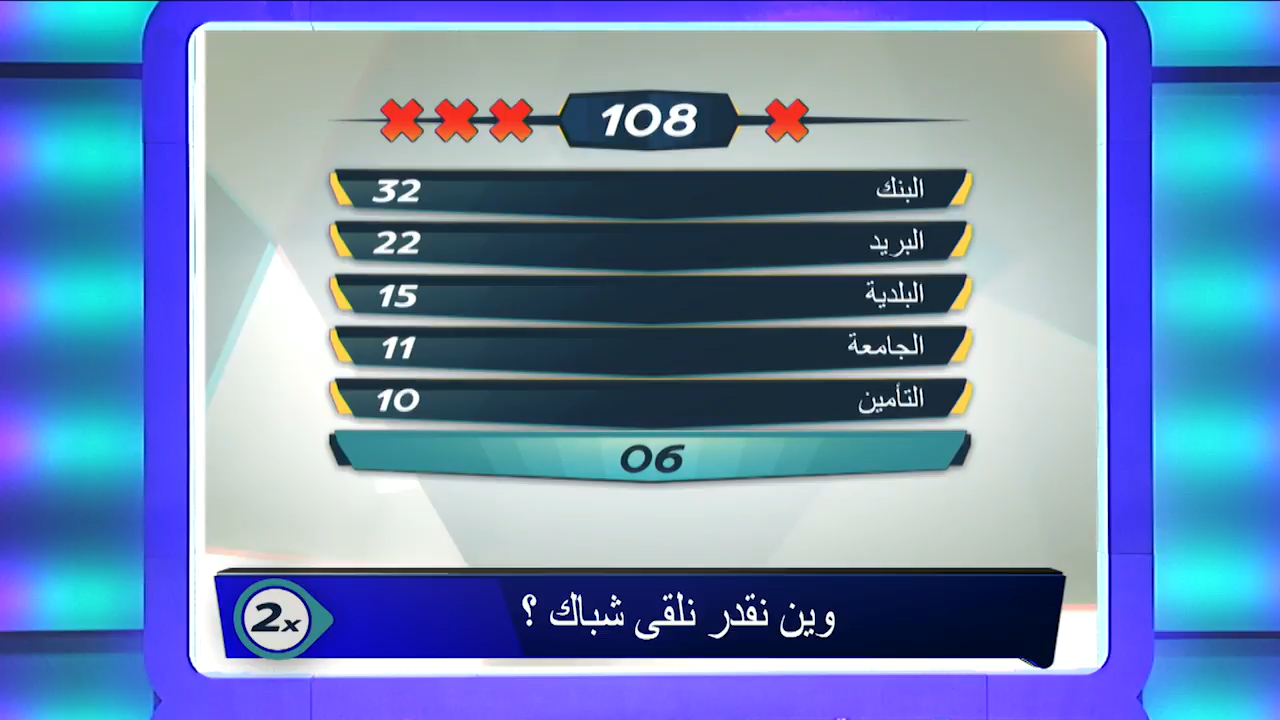 108
البنك 32
البريد 22
البلدية 15
الجامعة 11
التأمين 10
06
وين نقدر نلقى شباك ؟
2x